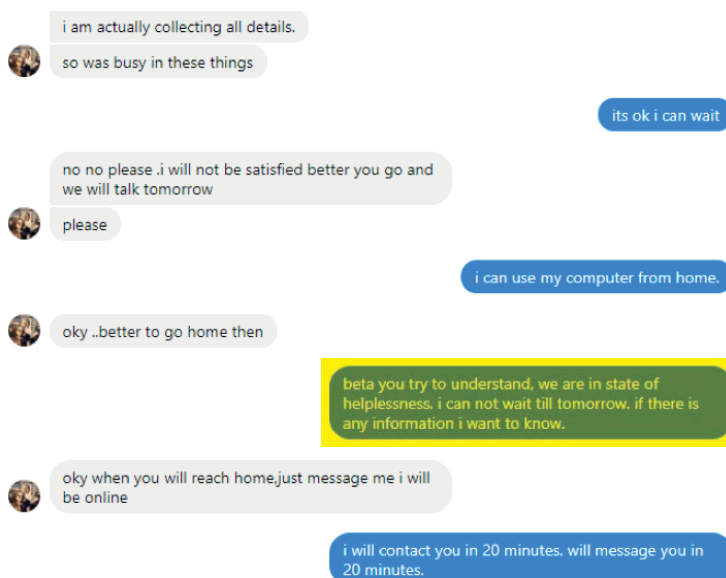 i am actually collecting all details.
so was busy in these things
its ok i can wait
no no please .i will not be satisfied better you go and
we will talk tomorrow
please
i can use my computer from home.
oky ..better to go home then
beta you try to understand, we are in state of
helplessness. i can not wait till tomorrow. if there is
any information i want to know.
oky when you will reach home,just message me i will
be online
i will contact you in 20 minutes. will message you in
20 minutes.